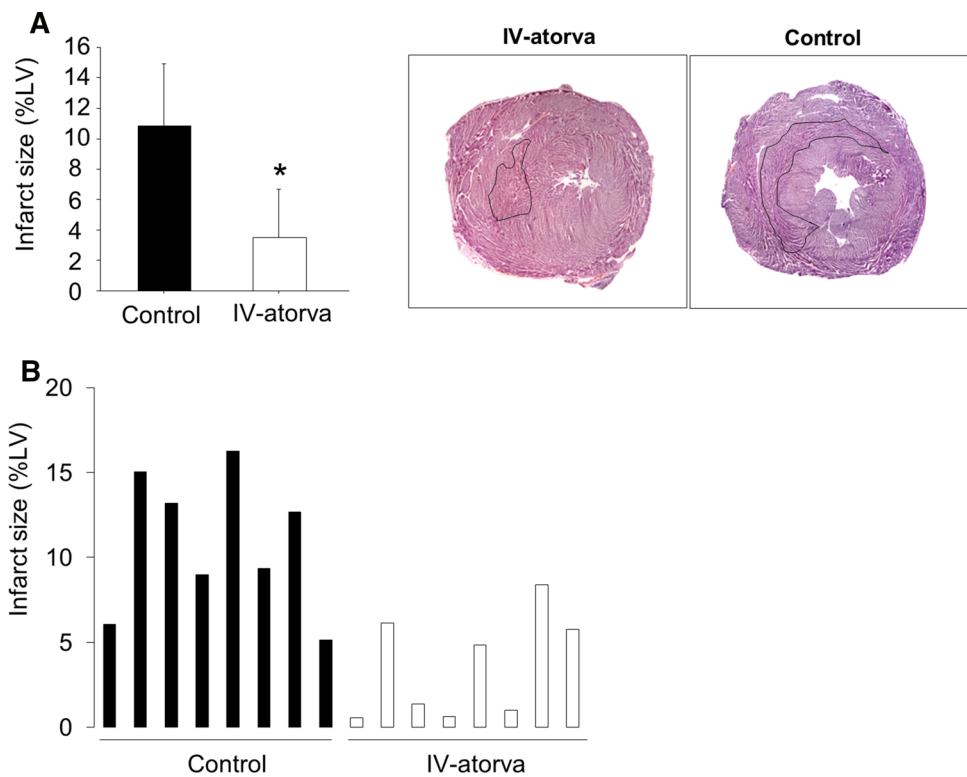 A
IV-atorva
Control
Infarct size (%LV)
16
14
12
10
8
6
4
2
0
*
Control
IV-atorva
B
Infarct size (%LV)
20
15
10
5
0
Control
IV-atorva